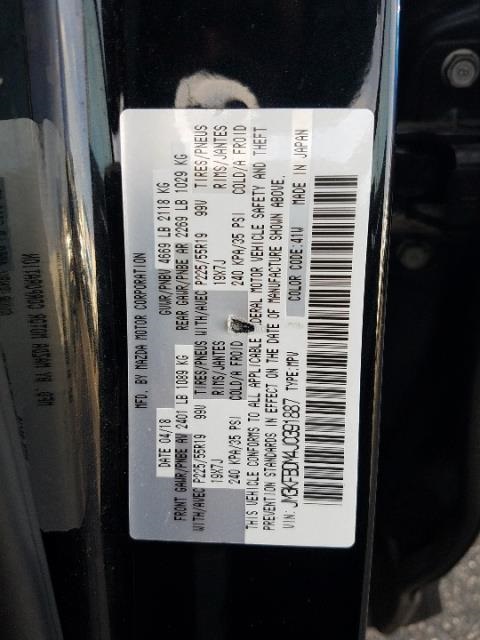 MFD. BY MAZDA MOTOR CORPORATION
DATE 04/18 GVWR/PNBV 4669 LB 2118 KG
FRONT GAWR/PNBE AV 2401 LB 1089 KG REAR GAWR/PNBE AR 2269 LB 1029 KG
WITH/AVEC P225/55R19 99V TIRES/PNEUS WITH/AVEC P225/55R19 99V TIRES/PNEUS
19X7J RIMS/JANTES 19X7J RIMS/JANTES
240 KPA/35 PSI COLD/A FROID 240 KPA/35 PSI COLD/A FROID
THIS VEHICLE CONFORMS TO ALL APPLICABLE FEDERAL MOTOR VEHICLE SAFETY AND THEFT
PREVENTION STANDARDS IN EFFECT ON THE DATE OF MANUFACTURE SHOWN ABOVE.
VIN: JM3KFBDM4J0391887 TYPE: MPV COLOR CODE: 41W MADE IN JAPAN